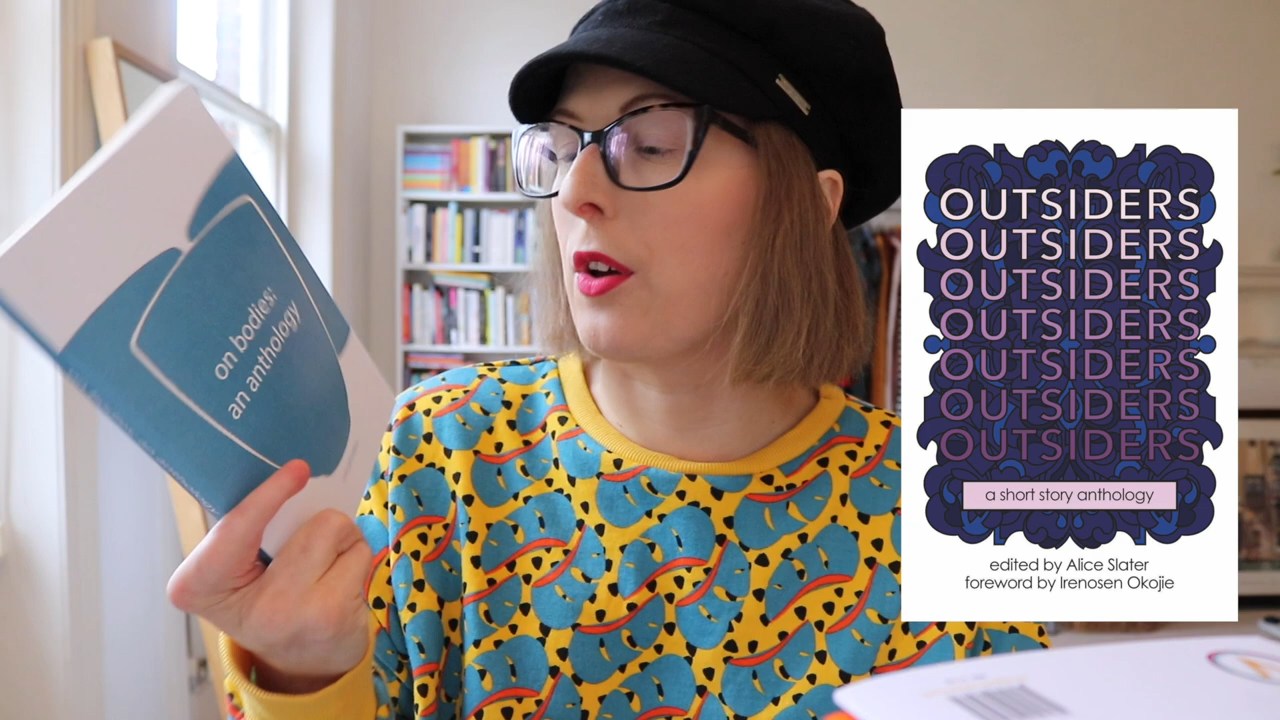 on bodies:
an anthology
OUTSIDERS
OUTSIDERS
OUTSIDERS
OUTSIDERS
OUTSIDERS
OUTSIDERS
OUTSIDERS
a short story anthology
edited by Alice Slater
foreword by Irenosen Okojie